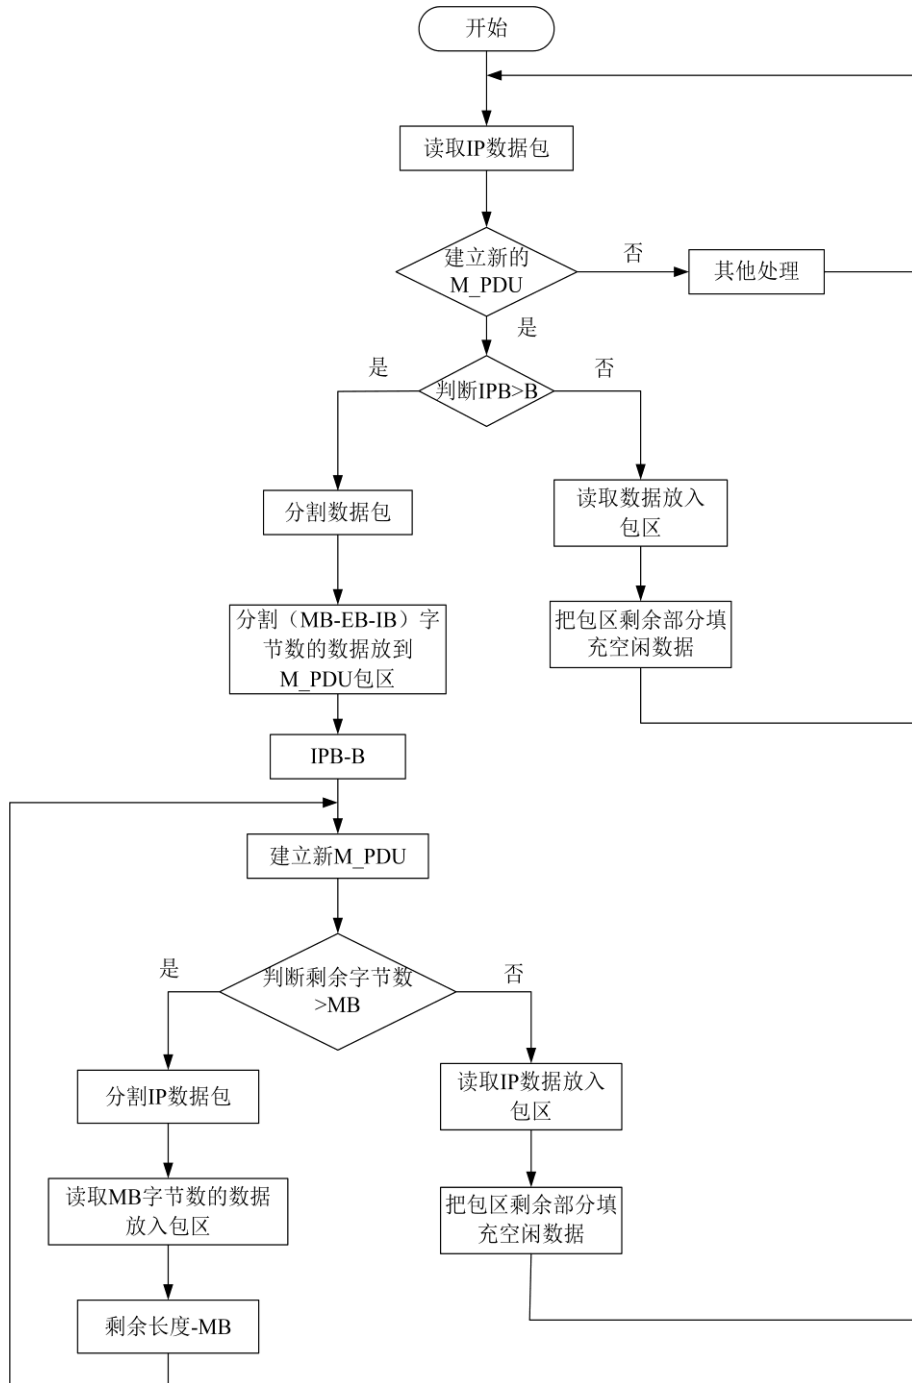 开始
读取IP数据包
建立新的
M_PDU
否
其他处理
是
是
否
判断IPB>B
分割数据包
读取数据放入
包区
分割（MB-EB-IB）字
节数的数据放到
M_PDU包区
把包区剩余部分填
充空闲数据
IPB-B
建立新M_PDU
是
否
判断剩余字节数
>MB
分割IP数据包
读取IP数据放入
包区
读取MB字节数的数据
放入包区
把包区剩余部分填
充空闲数据
剩余长度-MB